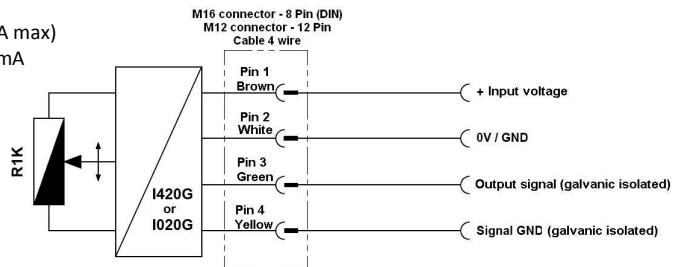 M16 connector - 8 Pin (DIN)
M12 connector - 12 Pin
Cable 4 wire
A max)
mA
Pin 1
Brown
+ Input voltage
Pin 2
White
0V / GND
R1K
Pin 3
Green
Output signal (galvanic isolated)
I420G
or
I020G
Pin 4
Yellow
Signal GND (galvanic isolated)